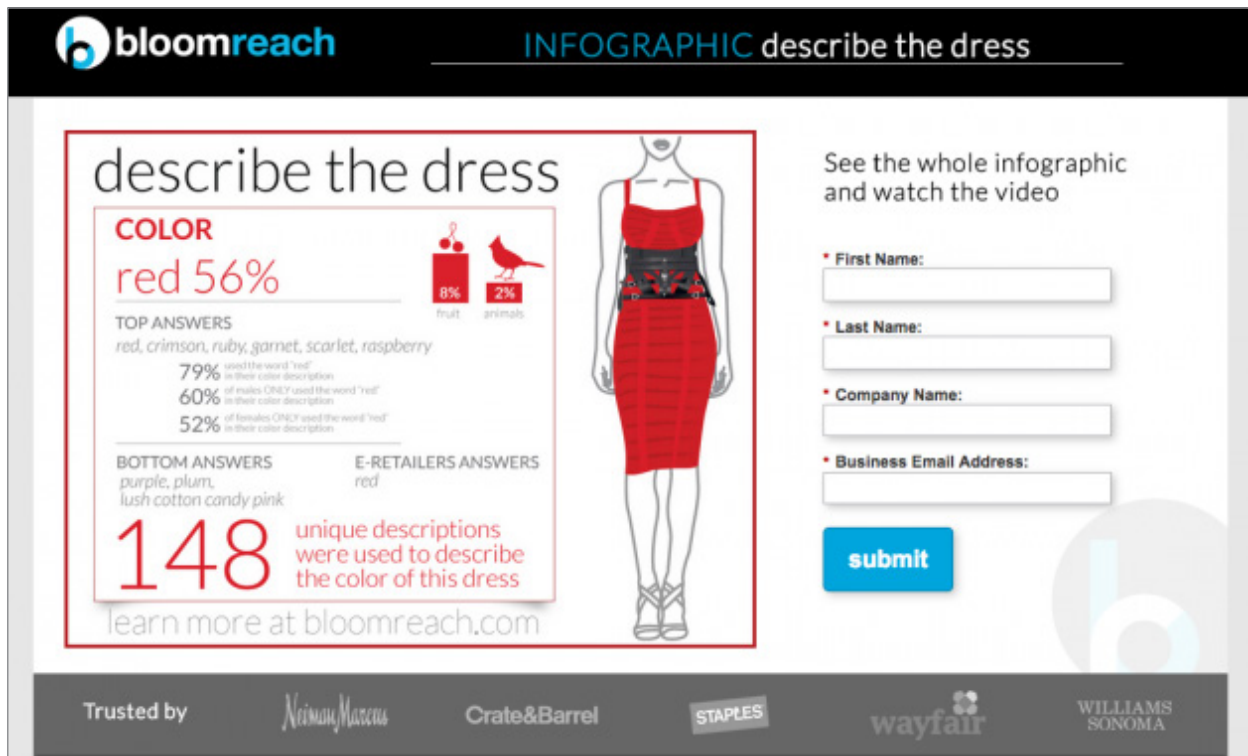 bloomreach
INFOGRAPHIC describe the dress
describe the dress
COLOR
red 56%
8%
2%
fruit
animals
TOP ANSWERS
red, crimson, ruby, garnet, scarlet, raspberry
79% used the word "red"
in their color description
60% of males ONLY used the word "red"
in their color description
52% of females ONLY used the word "red"
in their color description
BOTTOM ANSWERS
purple, plum,
lush cotton candy pink
E-RETAILERS ANSWERS
red
148
unique descriptions
were used to describe
the color of this dress
learn more at bloomreach.com
See the whole infographic
and watch the video
* First Name:
* Last Name:
* Company Name:
* Business Email Address:
submit
Trusted by
Neiman Marcus
Crate&Barrel
STAPLES
wayfair
WILLIAMS
SONOMA